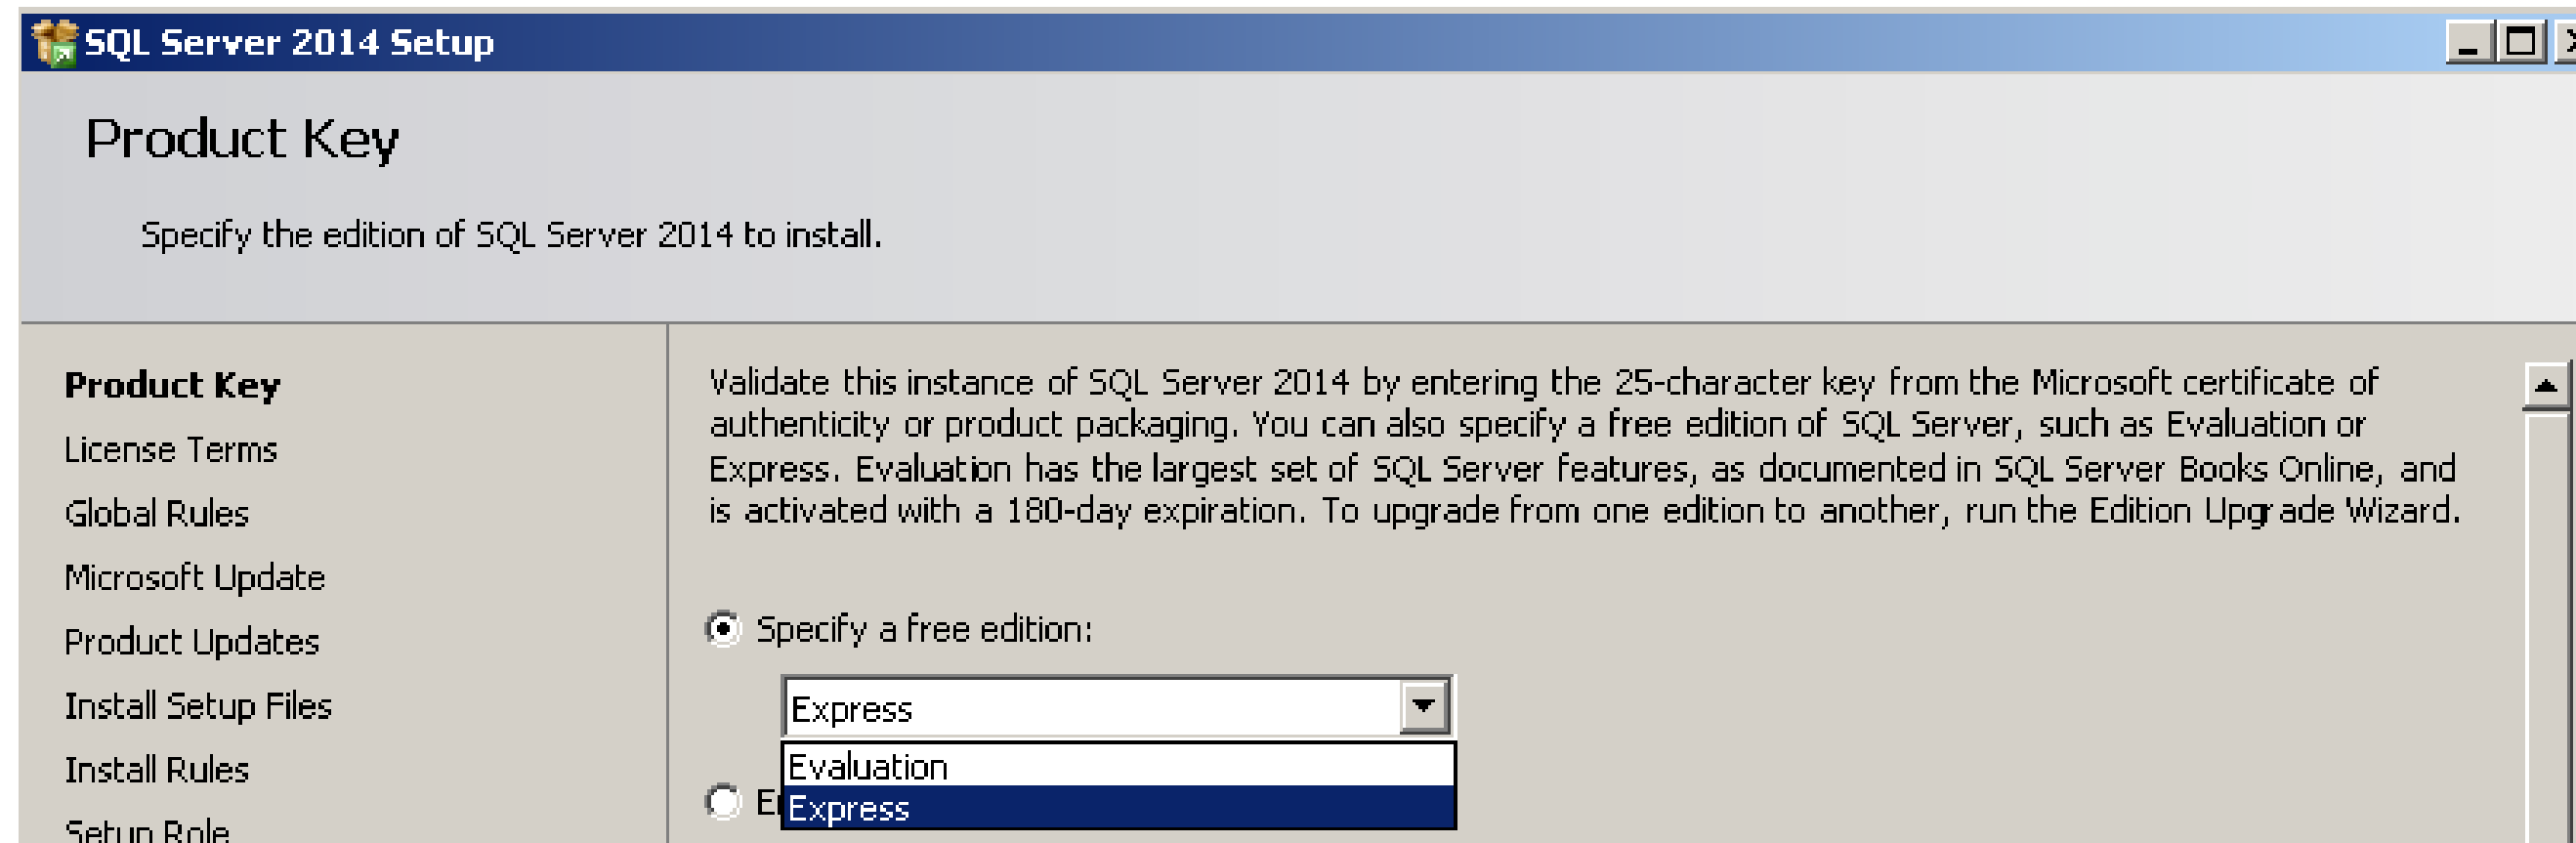 SQL Server 2014 Setup
Product Key
Specify the edition of SQL Server 2014 to install.
Product Key
License Terms
Global Rules
Microsoft Update
Product Updates
Install Setup Files
Install Rules
Setup Role
Validate this instance of SQL Server 2014 by entering the 25-character key from the Microsoft certificate of
authenticity or product packaging. You can also specify a free edition of SQL Server, such as Evaluation or
Express. Evaluation has the largest set of SQL Server features, as documented in SQL Server Books Online, and
is activated with a 180-day expiration. To upgrade from one edition to another, run the Edition Upgrade Wizard.
Specify a free edition:
Express
Evaluation
Express